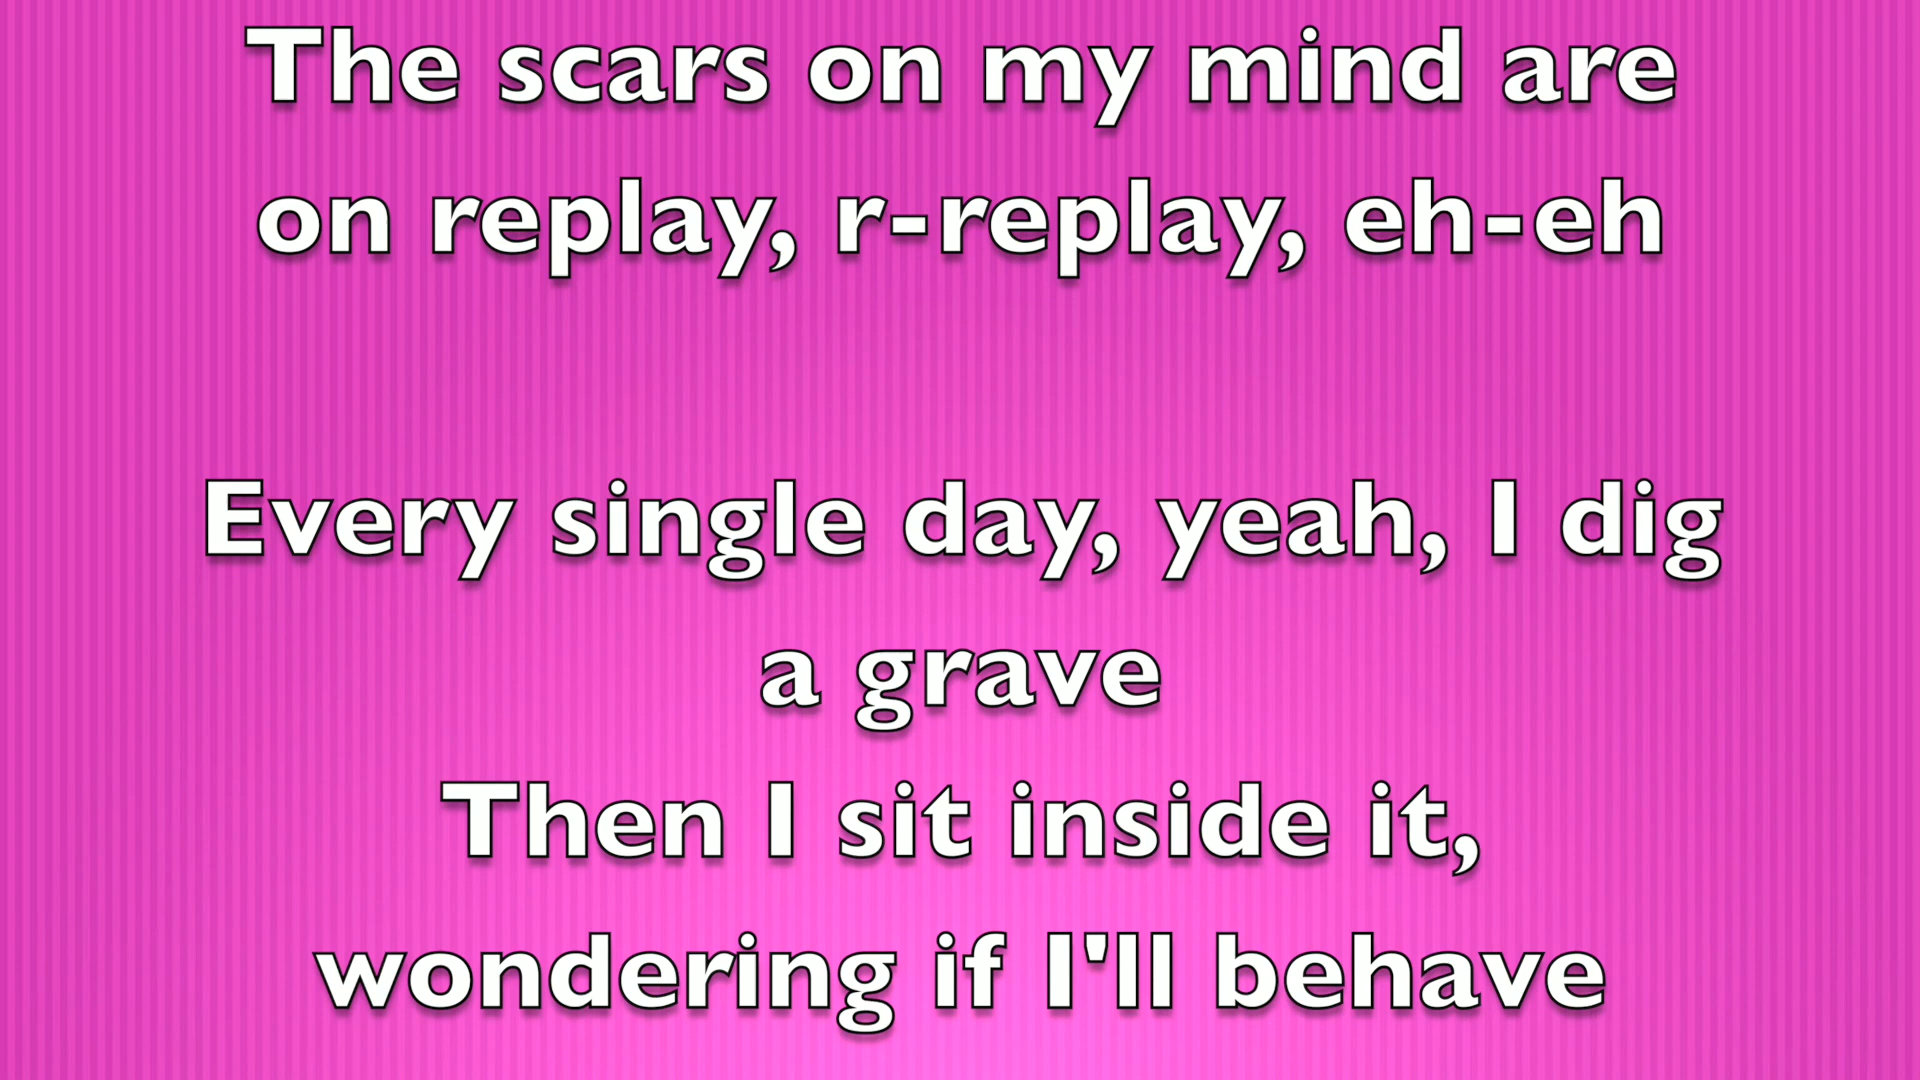 The scars on my mind are
on replay, r-replay, eh-eh
Every single day, yeah, I dig
a grave
Then I sit inside it,
wondering if I'll behave